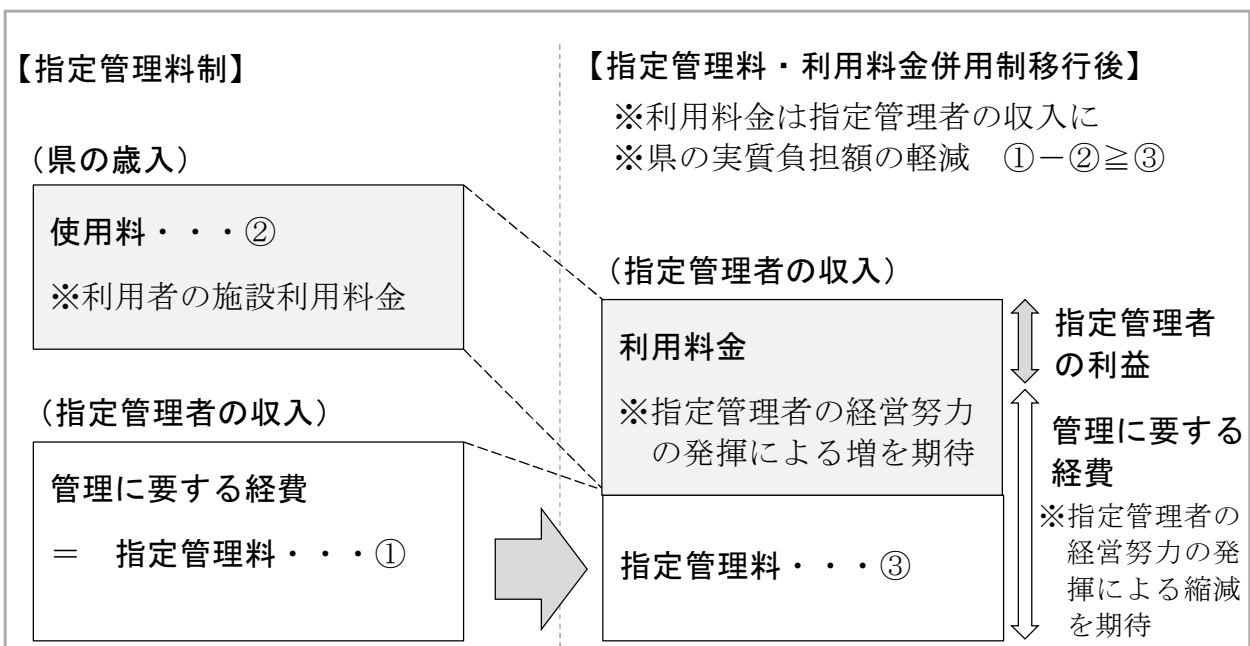 【指定管理料制】
(県の歳入)
使用料・・・②
※利用者の施設利用料金
(指定管理者の収入)
管理に要する経費
= 指定管理料・・・①
【指定管理料・利用料金併用制移行後】
※利用料金は指定管理者の収入に
※県の実質負担額の軽減 ①-②≧③
(指定管理者の収入)
利用料金
※指定管理者の経営努力
の発揮による増を期待
指定管理料・・・③
指定管理者
の利益
管理に要する
経費
※指定管理者の
経営努力の発
揮による縮減
を期待